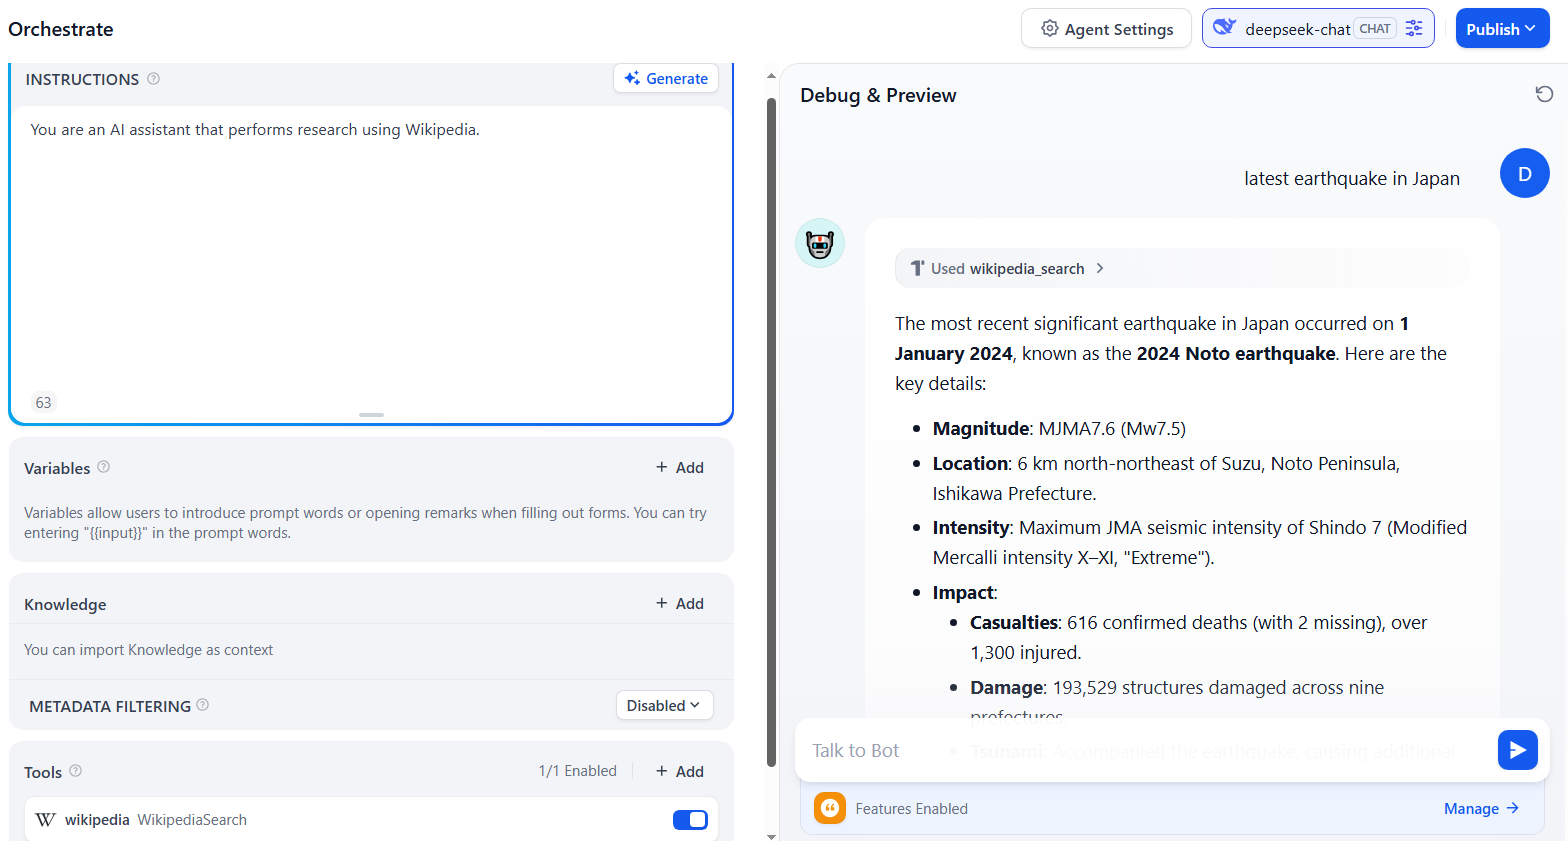 Orchestrate
Agent Settings
deepseek-chat CHAT
Publish
INSTRUCTIONS
Generate
You are an AI assistant that performs research using Wikipedia.
63
Variables
+ Add
Variables allow users to introduce prompt words or opening remarks when filling out forms. You can try
entering "{{input}}" in the prompt words.
Knowledge
+ Add
You can import Knowledge as context
METADATA FILTERING
Disabled
Tools
1/1 Enabled
+ Add
W wikipedia WikipediaSearch
Debug & Preview
latest earthquake in Japan
D
Used wikipedia_search
The most recent significant earthquake in Japan occurred on 1
January 2024, known as the 2024 Noto earthquake. Here are the
key details:
• Magnitude: MJMA7.6 (Mw7.5)
• Location: 6 km north-northeast of Suzu, Noto Peninsula,
Ishikawa Prefecture.
• Intensity: Maximum JMA seismic intensity of Shindo 7 (Modified
Mercalli intensity X–XI, "Extreme").
• Impact:
• Casualties: 616 confirmed deaths (with 2 missing), over
1,300 injured.
• Damage: 193,529 structures damaged across nine
prefectures.
• Tsunami: Accompanied the earthquake, causing additional
Talk to Bot
Features Enabled
Manage →